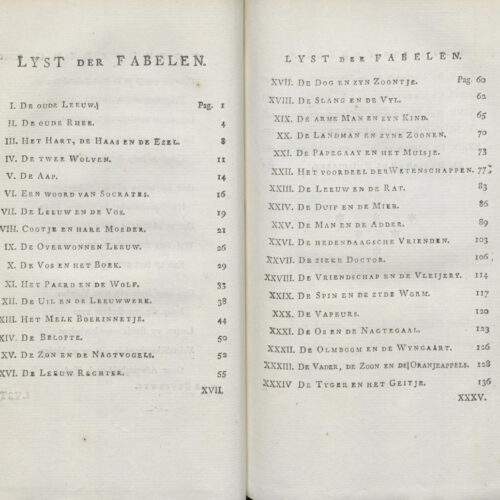 LYST DER FABELEN.
I. DE OUDE LEEUW. Pag. 1
II. DE OUDE RHEE. 4
III. HET HART, DE HAAS EN DE EZEL. 8
IV. DE TWEE WOLVEN. 11
V. DE AAP. 14
VI. EEN WOORD VAN SOCRATES. 16
VII. DE LEEUW EN DE VOS. 19
VIII. COOTJE EN HARE MOEDER. 21
IX. DE OVERWONNEN LEEUW. 26
X. DE VOS EN HET BOEK. 29
XI. HET PAERD EN DE WOLF. 33
XII. DE UIL EN DE LEEUWWERK. 38
XIII. HET MELK BOERINNETJE. 44
XIV. DE BELOFTE. 50
XV. DE ZON EN DE NAGTVOGELS. 52
XVI. DE LEEUW RECHTER. 55
XVII.
LYST DER FABELEN.
XVII. DE DOG EN ZYN ZOONTJE. Pag. 60
XVIII. DE SLANG EN DE VYL. 62
XIX. DE ARME MAN EN ZYN KIND. 65
XX. DE LANDMAN EN ZYNE ZOONEN. 70
XXI. DE PAPEGAAY EN HET MUISJE. 73
XXII. HET VOORDEEL DER WETENSCHAPPEN. 77
XXIII. DE LEEUW EN DE RAT. 83
XXIV. DE DUIF EN DE MIER. 86
XXV. DE MAN EN DE ADDER. 89
XXVI. DE HEDENDAAGSCHE VRIENDEN. 103
XXVII. DE ZIEKE DOCTOR. 106
XXVIII. DE VRIENDSCHAP EN DE VLEIJERY. 114
XXIX. DE SPIN EN DE ZYDE WORM. 117
XXX. DE VAPEURS. 120
XXXI. DE OS EN DE NAGTEGAAL. 123
XXXII. DE OLMBOOM EN DE WYNGAART. 126
XXXIII. DE VADER, DE ZOON EN DE ORANJEAPPELS. 128
XXXIV DE TYGER EN HET GEITJE. 136
XXXV.